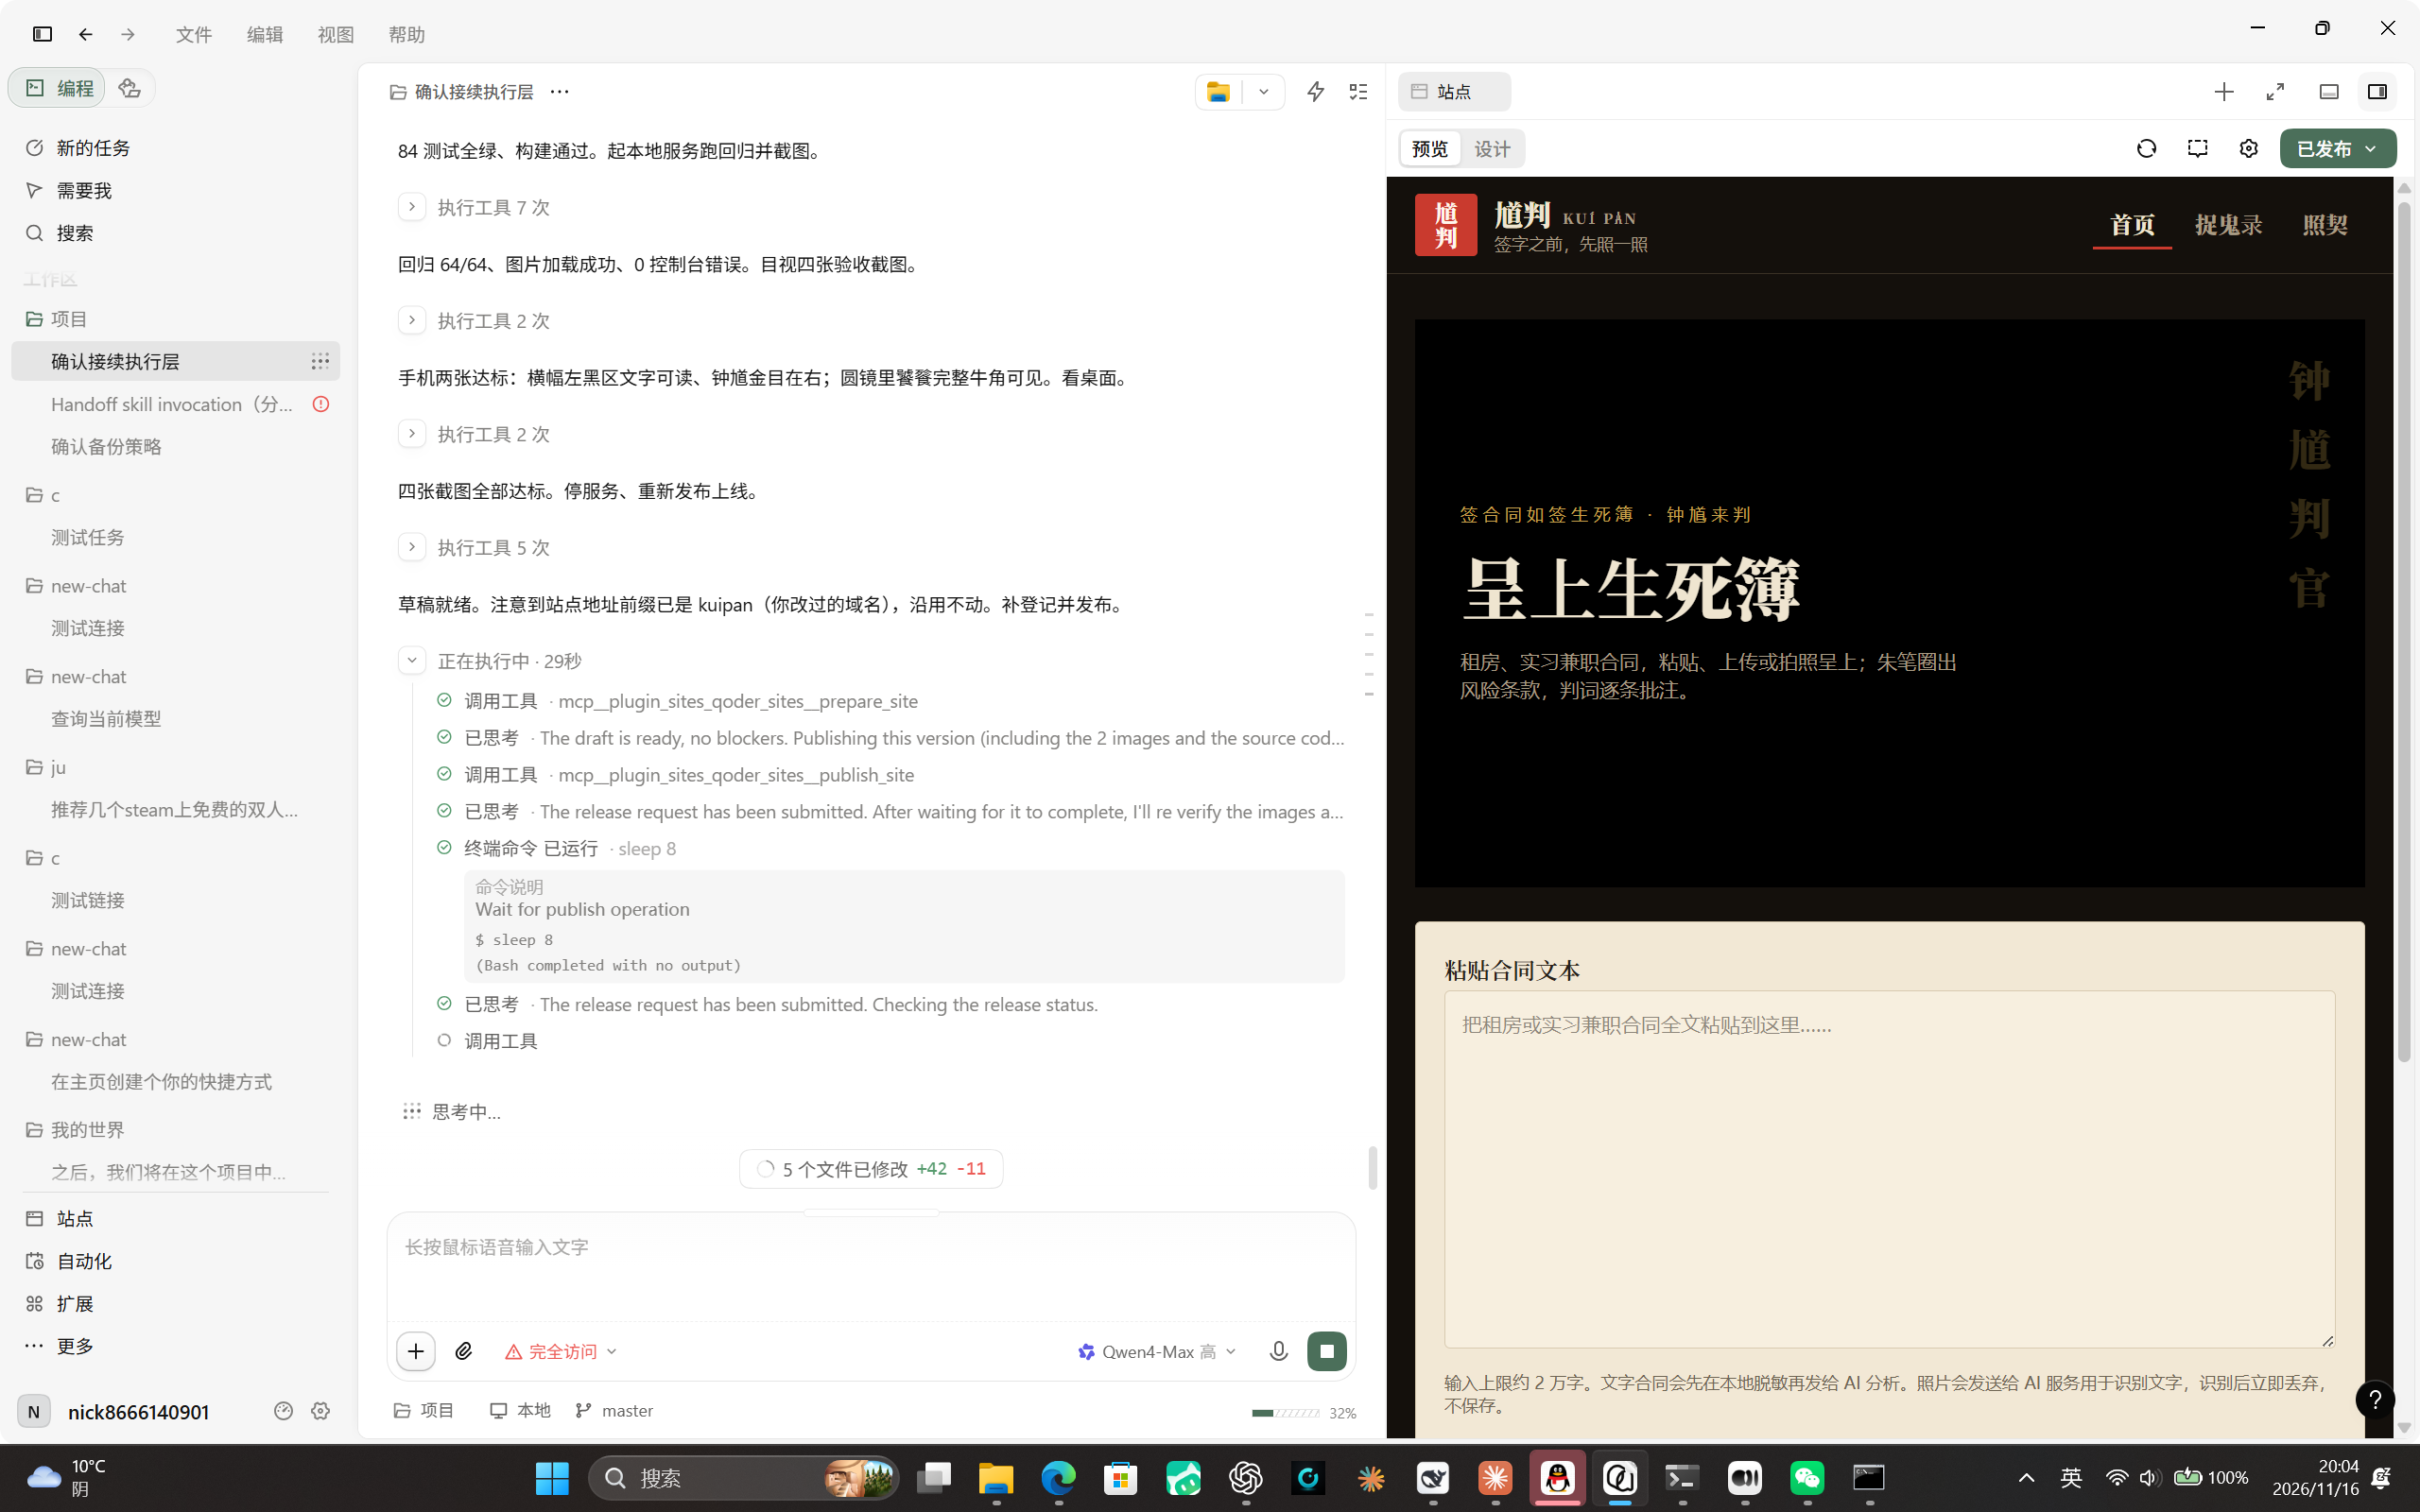 文件 编辑 视图 帮助
编程
新的任务
需要我
搜索
工作区
项目
确认接续执行层
Handoff skill invocation（分...
确认备份策略
c
测试任务
new-chat
测试连接
new-chat
查询当前模型
ju
推荐几个steam上免费的双人...
c
测试链接
new-chat
测试连接
new-chat
在主页创建个你的快捷方式
我的世界
之后，我们将在这个项目中...
站点
自动化
扩展
更多
N nick8666140901
确认接续执行层
84 测试全绿、构建通过。起本地服务跑回归并截图。
执行工具 7 次
回归 64/64、图片加载成功、0 控制台错误。目视四张验收截图。
执行工具 2 次
手机两张达标：横幅左黑区文字可读、钟馗金目在右；圆镜里饕餮完整牛角可见。看桌面。
执行工具 2 次
四张截图全部达标。停服务、重新发布上线。
执行工具 5 次
草稿就绪。注意到站点地址前缀已是 kuipan（你改过的域名），沿用不动。补登记并发布。
正在执行中 · 29秒
调用工具 · mcp__plugin_sites_qoder_sites__prepare_site
已思考 · The draft is ready, no blockers. Publishing this version (including the 2 images and the source cod...
调用工具 · mcp__plugin_sites_qoder_sites__publish_site
已思考 · The release request has been submitted. After waiting for it to complete, I'll re verify the images a...
终端命令 已运行 · sleep 8
命令说明
Wait for publish operation
$ sleep 8
(Bash completed with no output)
已思考 · The release request has been submitted. Checking the release status.
调用工具
思考中...
5 个文件已修改 +42 -11
长按鼠标语音输入文字
完全访问
Qwen4-Max 高
项目 本地 master
32%
站点
预览 设计
已发布
馗判
馗判 KUÍ PÀN
签字之前，先照一照
首页 捉鬼录 照契
钟馗判官
签合同如签生死簿 · 钟馗来判
呈上生死簿
租房、实习兼职合同，粘贴、上传或拍照呈上；朱笔圈出
风险条款，判词逐条批注。
粘贴合同文本
把租房或实习兼职合同全文粘贴到这里……
输入上限约 2 万字。文字合同会先在本地脱敏再发给 AI 分析。照片会发送给 AI 服务用于识别文字，识别后立即丢弃，
不保存。
?
10°C
阴
搜索
英
100%
20:04
2026/11/16